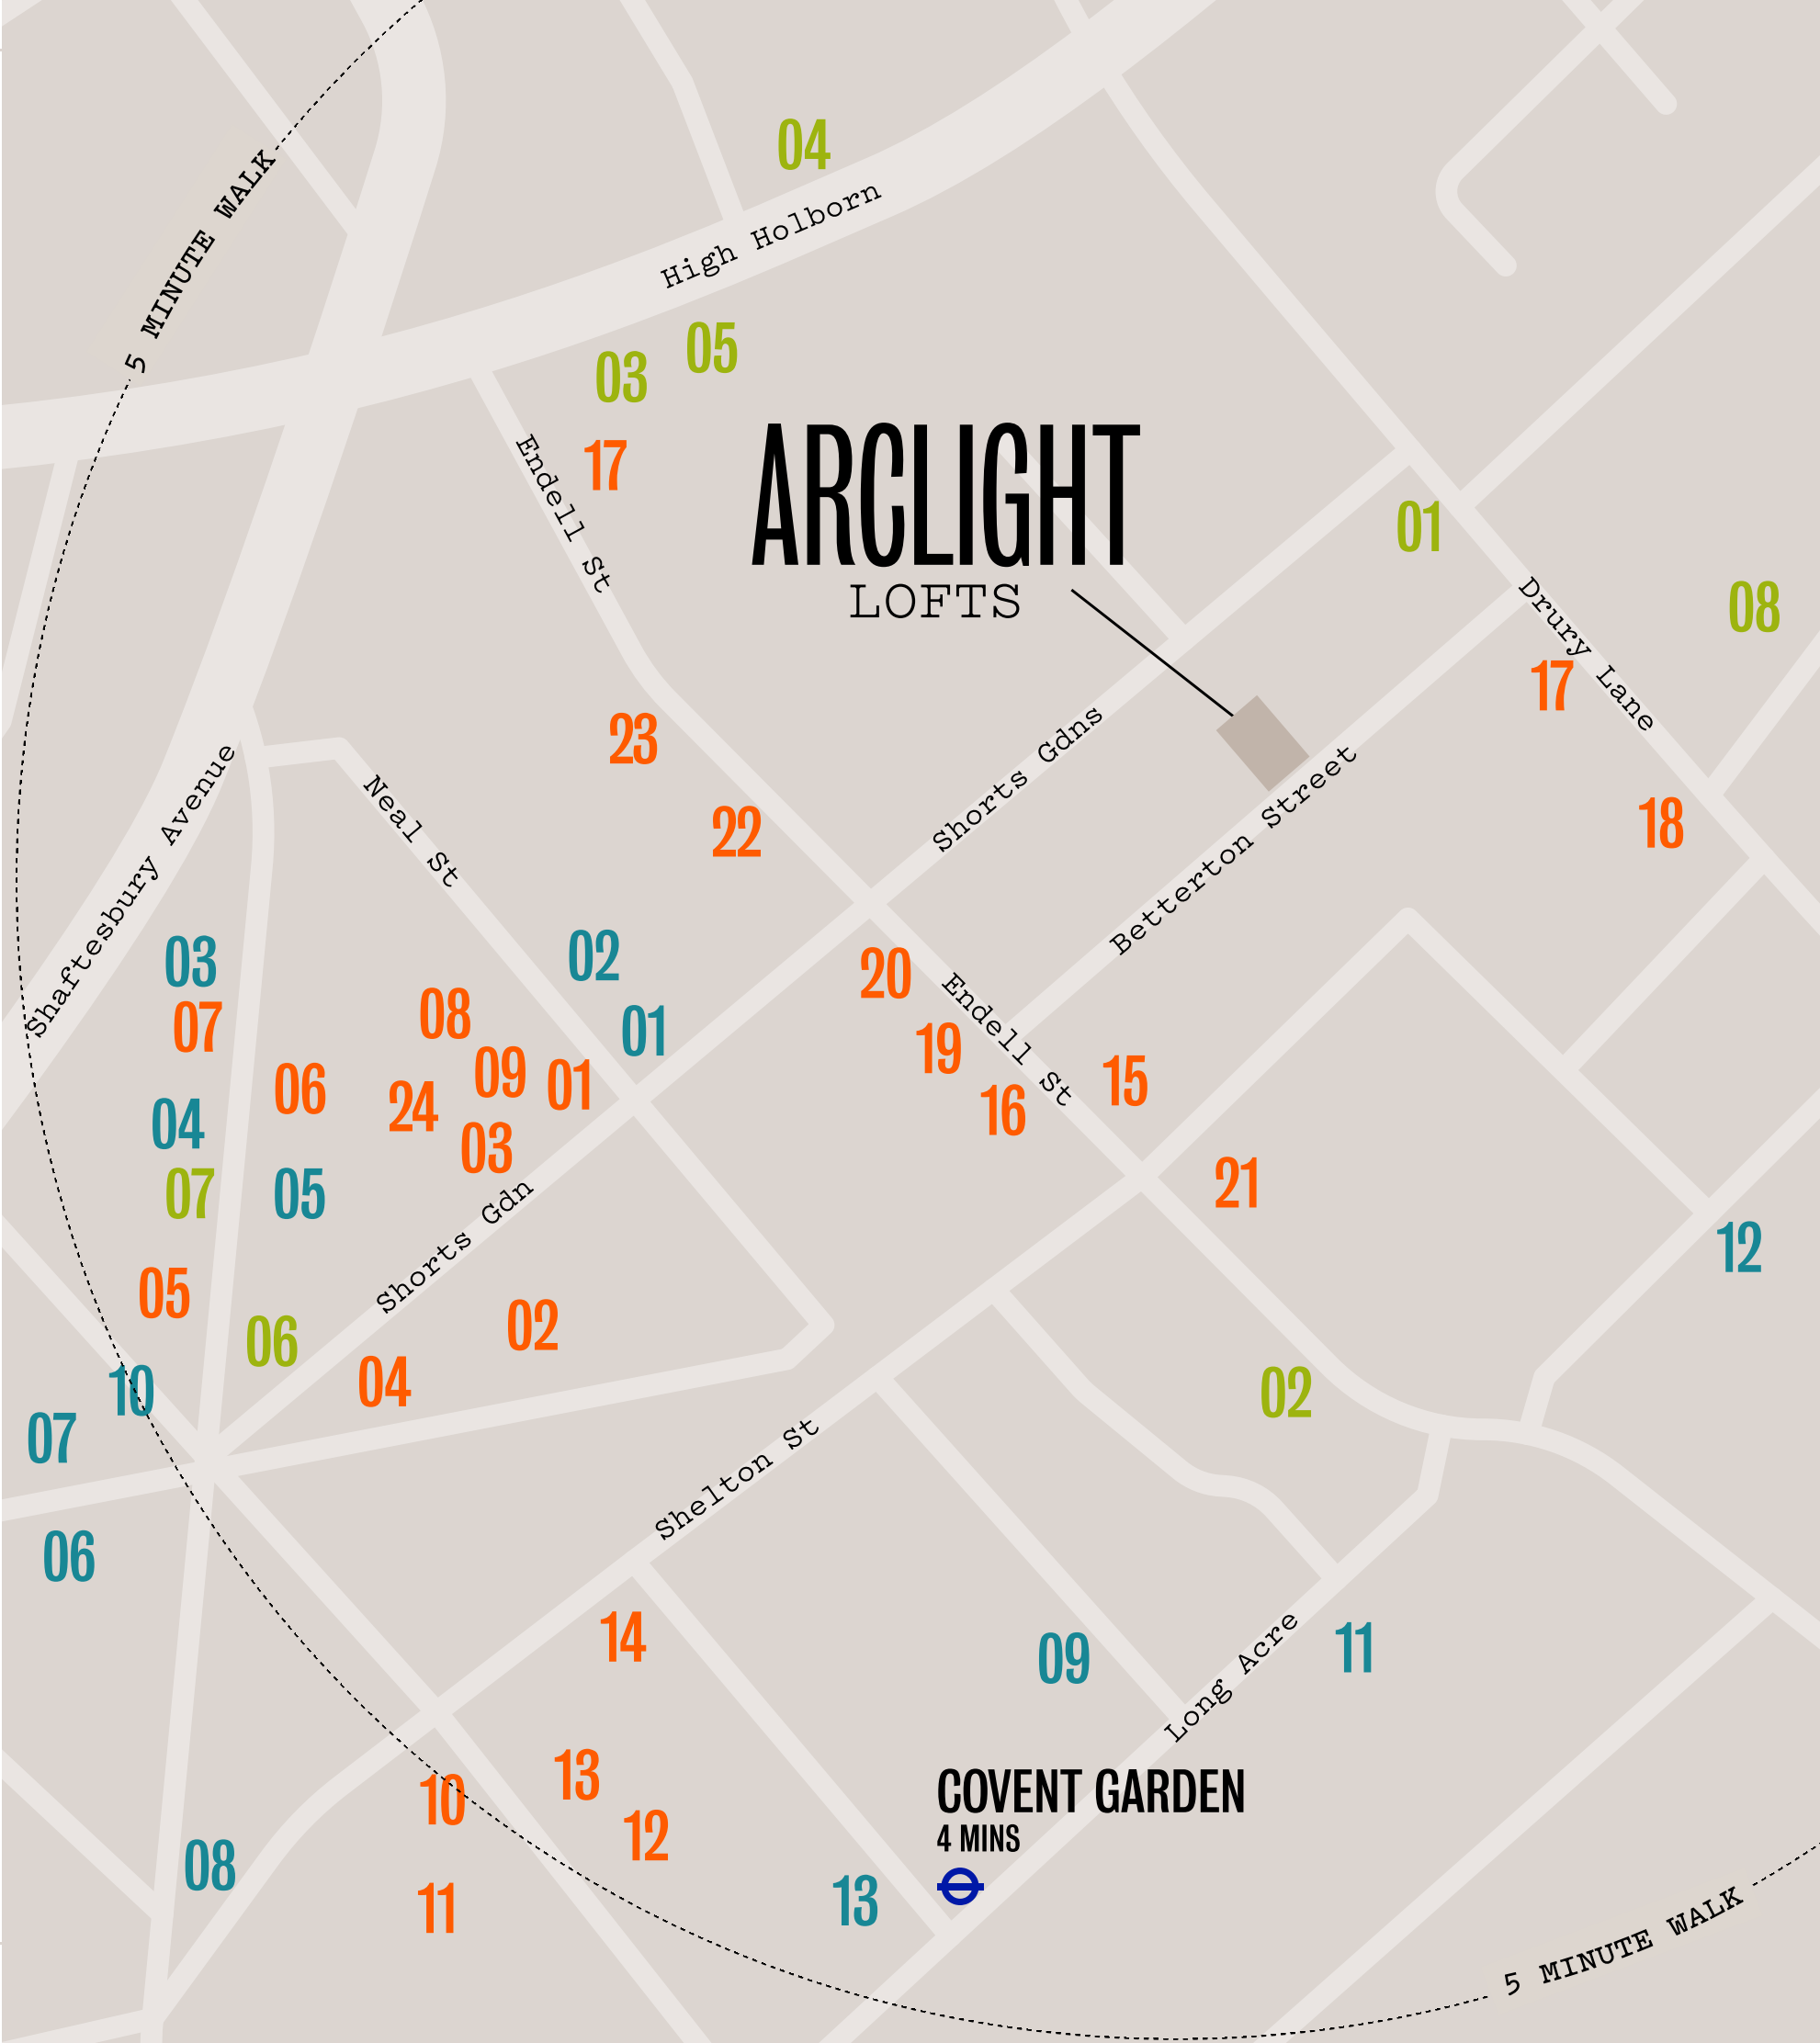 04
5 MINUTE WALK
High Holborn
05
03
17
Endell St
ARCLIGHT
LOFTS
01
08
Drury Lane
17
23
Shorts Gdns
Betterton Street
22
18
Neal St
Shaftesbury Avenue
03
02
20
Endell St
07
08
01
19
09
01
15
06
24
16
04
03
07
05
21
Shorts Gdn
12
05
02
06
04
10
02
07
Shelton St
06
14
09
11
Long Acre
13
COVENT GARDEN
10
12
4 MINS
08
11
13
5 MINUTE WALK